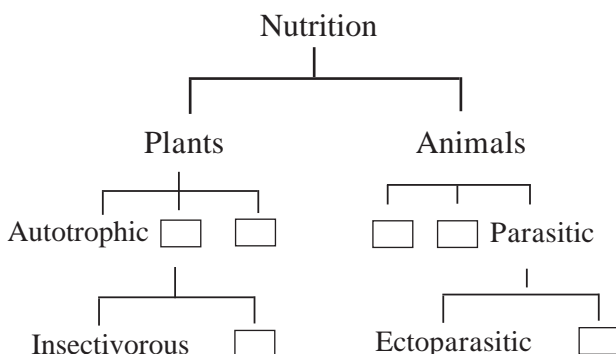 Nutrition
Plants Animals
Autotrophic Parasitic
Insectivorous Ectoparasitic